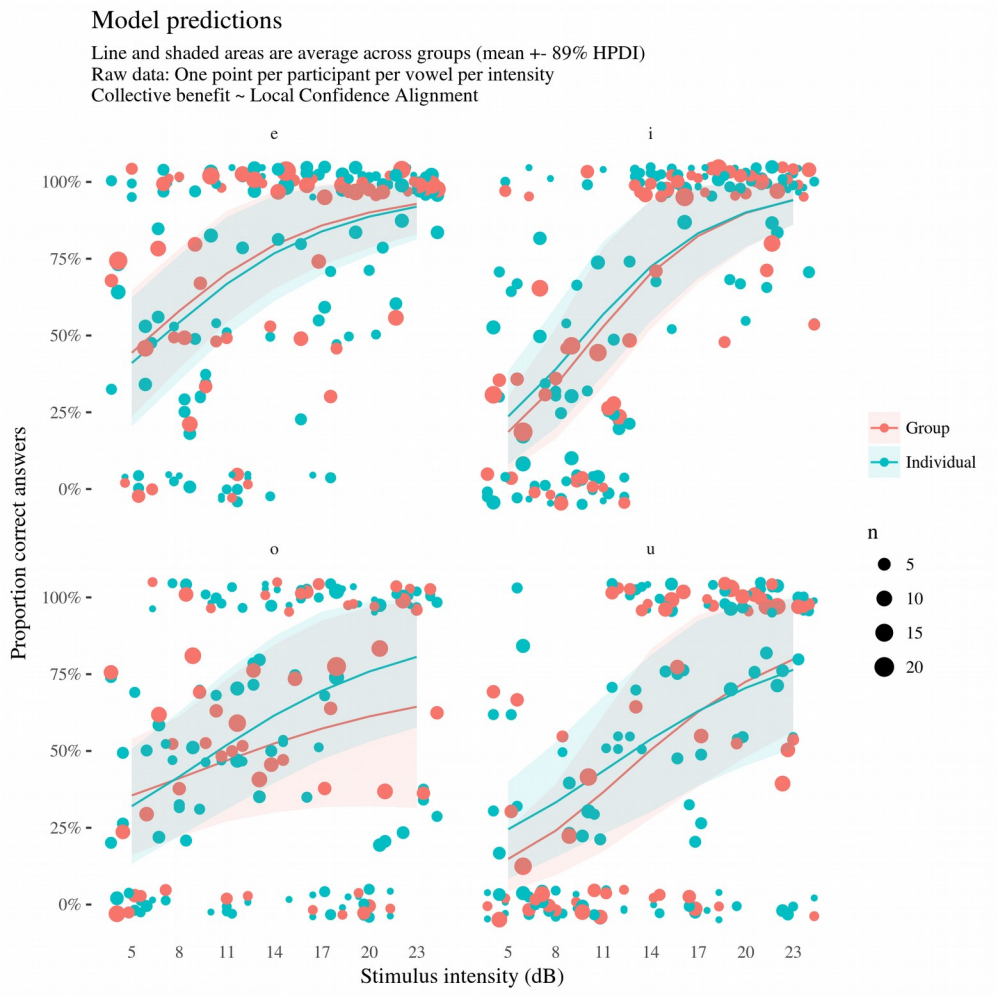 Model predictions
Line and shaded areas are average across groups (mean +- 89% HPDI)
Raw data: One point per participant per vowel per intensity
Collective benefit ~ Local Confidence Alignment
e
i
100%
75%
50%
25%
0%
o
u
100%
75%
50%
25%
0%
5 8 11 14 17 20 23
5 8 11 14 17 20 23
Stimulus intensity (dB)
Proportion correct answers
Group
Individual
n
5
10
15
20